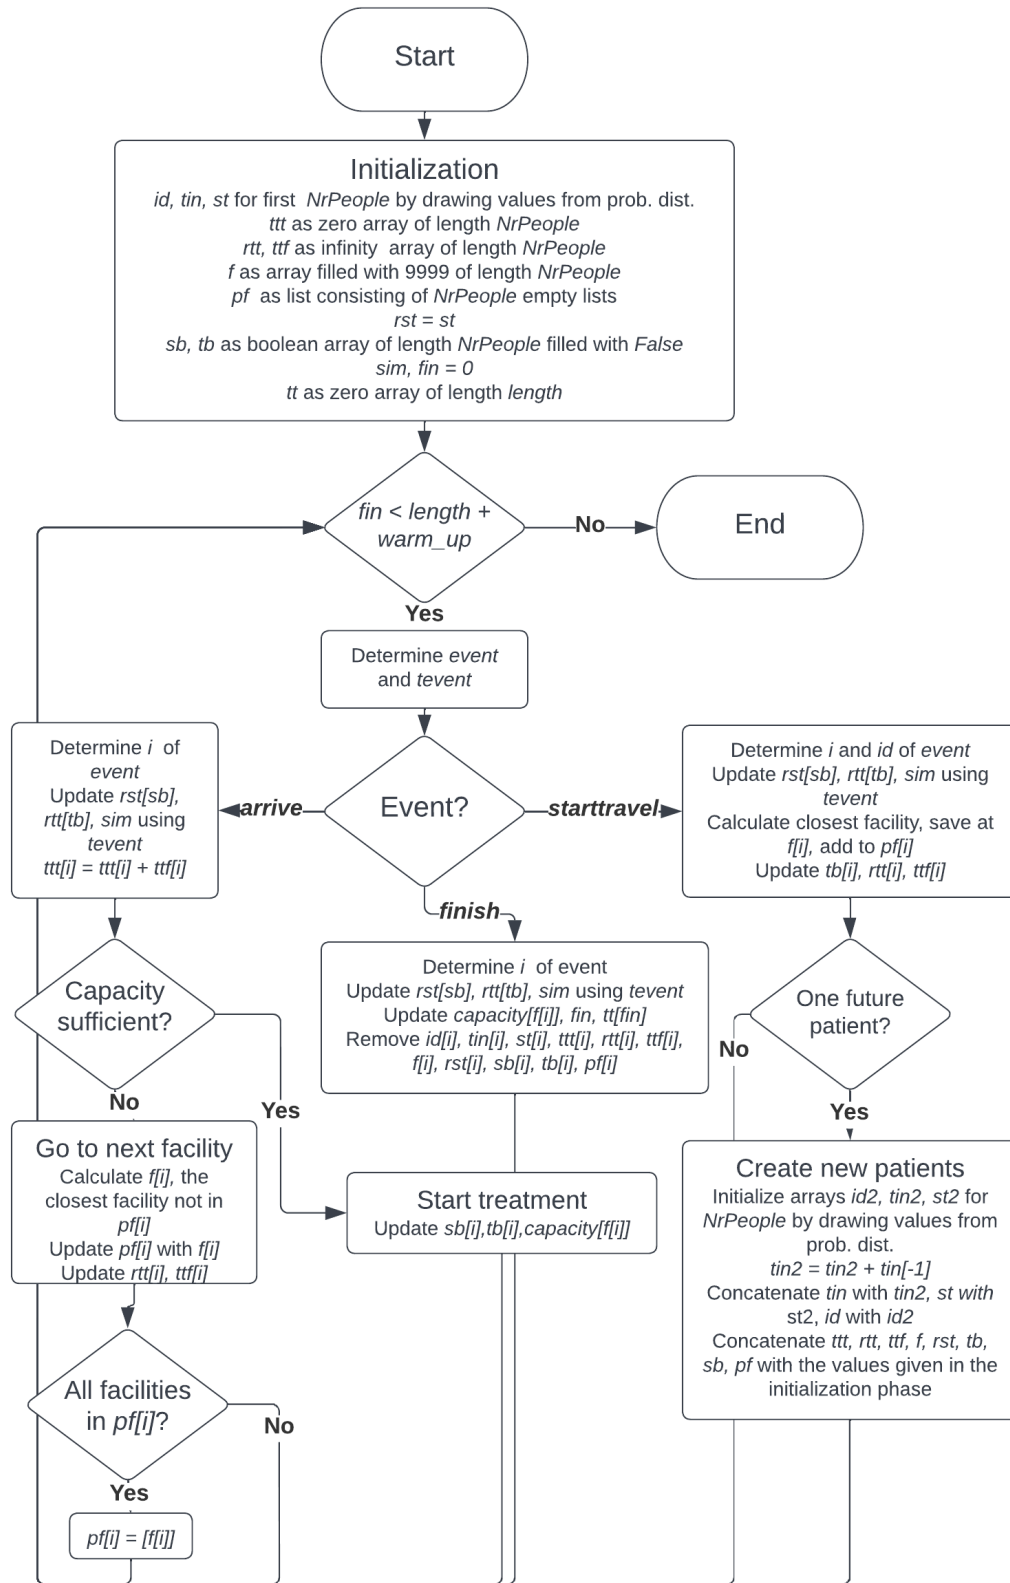 Start
Initialization
id, tin, st for first NrPeople by drawing values from prob. dist.
ttt as zero array of length NrPeople
rtt, ttf as infinity array of length NrPeople
f as array filled with 9999 of length NrPeople
pf as list consisting of NrPeople empty lists
rst = st
sb, tb as boolean array of length NrPeople filled with False
sim, fin = 0
tt as zero array of length length
fin < length +
warm_up
No
End
Yes
Determine event
and tevent
Event?
arrive
starttravel
finish
Determine i of
event
Update rst[sb],
rtt[tb], sim using
tevent
ttt[i] = ttt[i] + ttf[i]
Determine i and id of event
Update rst[sb], rtt[tb], sim using
tevent
Calculate closest facility, save at
f[i], add to pf[i]
Update tb[i], rtt[i], ttf[i]
Determine i of event
Update rst[sb], rtt[tb], sim using tevent
Update capacity[f[i]], fin, tt[fin]
Remove id[i], tin[i], st[i], ttt[i], rtt[i], ttf[i],
f[i], rst[i], sb[i], tb[i], pf[i]
Capacity
sufficient?
No
Yes
One future
patient?
No
Yes
Go to next facility
Calculate f[i], the
closest facility not in
pf[i]
Update pf[i] with f[i]
Update rtt[i], ttf[i]
Start treatment
Update sb[i],tb[i],capacity[f[i]]
Create new patients
Initialize arrays id2, tin2, st2 for
NrPeople by drawing values from
prob. dist.
tin2 = tin2 + tin[-1]
Concatenate tin with tin2, st with
st2, id with id2
Concatenate ttt, rtt, ttf, f, rst, tb,
sb, pf with the values given in the
initialization phase
All facilities
in pf[i]?
No
Yes
pf[i] = [f[i]]